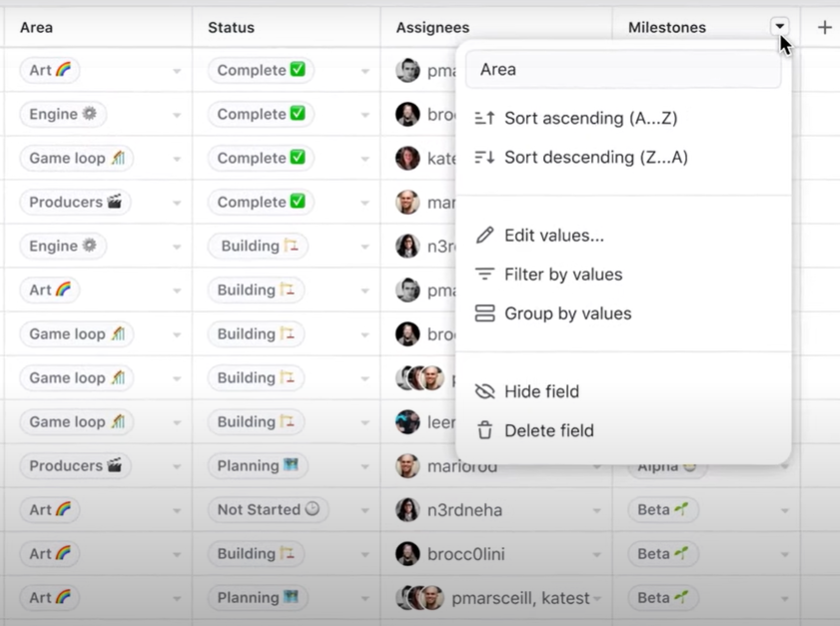 Area Status Assignees Milestones
Area
Art Complete
Sort ascending (A...Z)
Engine Complete
Sort descending (Z...A)
Game loop Complete
Producers Complete
Edit values...
Engine Building
Filter by values
Art Building
Group by values
Game loop Building
Game loop Building
Hide field
Game loop Building
Delete field
Producers Planning mariorod Alpha
Art Not Started n3rdneha Beta
Art Building brocc0lini Beta
Art Planning pmarsceill, katest Beta